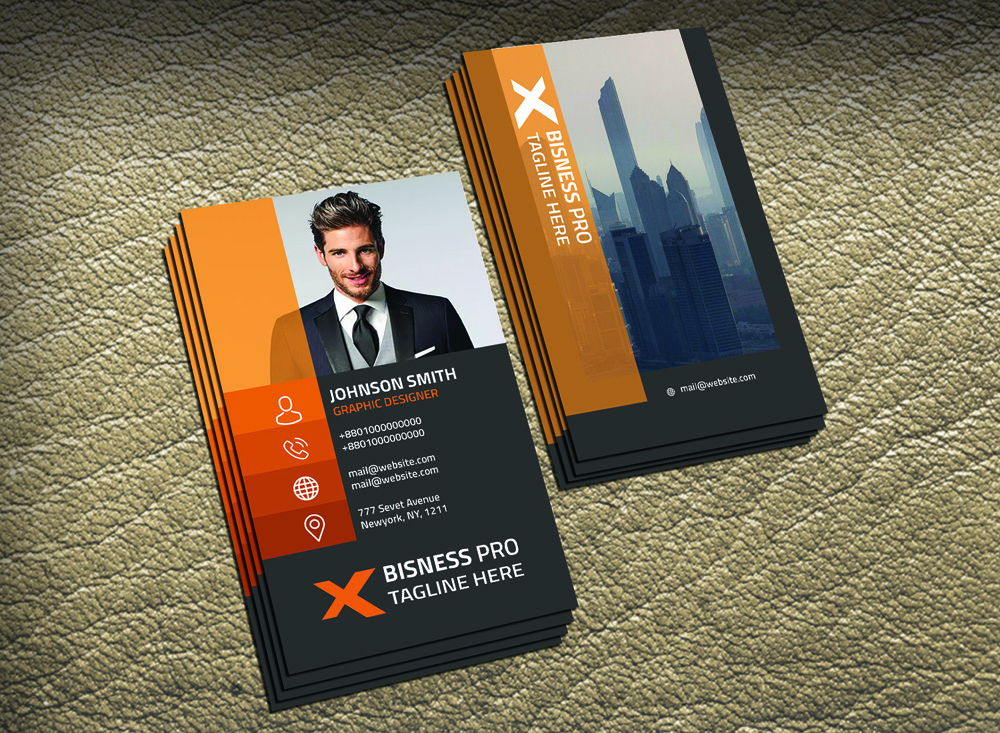 JOHNSON SMITH
GRAPHIC DESIGNER
+8801000000000
+8801000000000
mail@website.com
mail@website.com
777 Sevet Avenue
Newyork, NY, 1211
BISNESS PRO
TAGLINE HERE
BISNESS PRO
TAGLINE HERE
mail@website.com